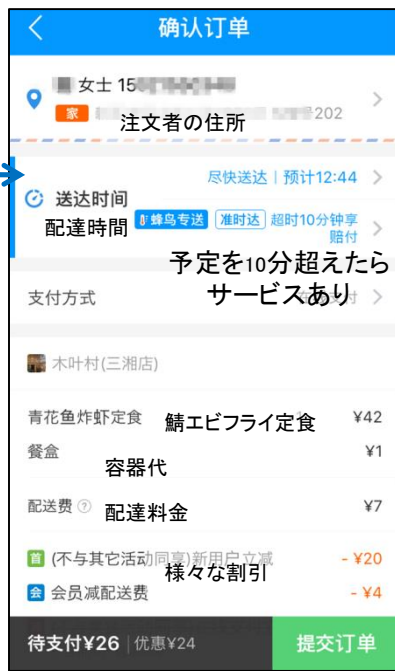 确认订单
女士 15
家 202
注文者の住所
尽快送达 | 预计12:44
送达时间
配達時間
蜂鸟专送 准时达 超时10分钟享
赔付
予定を10分超えたら
サービスあり
支付方式
木叶村(三湘店)
青花鱼炸虾定食 鯖エビフライ定食 ¥42
餐盒 ¥1
容器代
配送费 ? 配達料金 ¥7
首 (不与其它活动同享)新用户立减 - ¥20
様々な割引
会 会员减配送费 - ¥4
待支付¥26 | 优惠¥24 提交订单